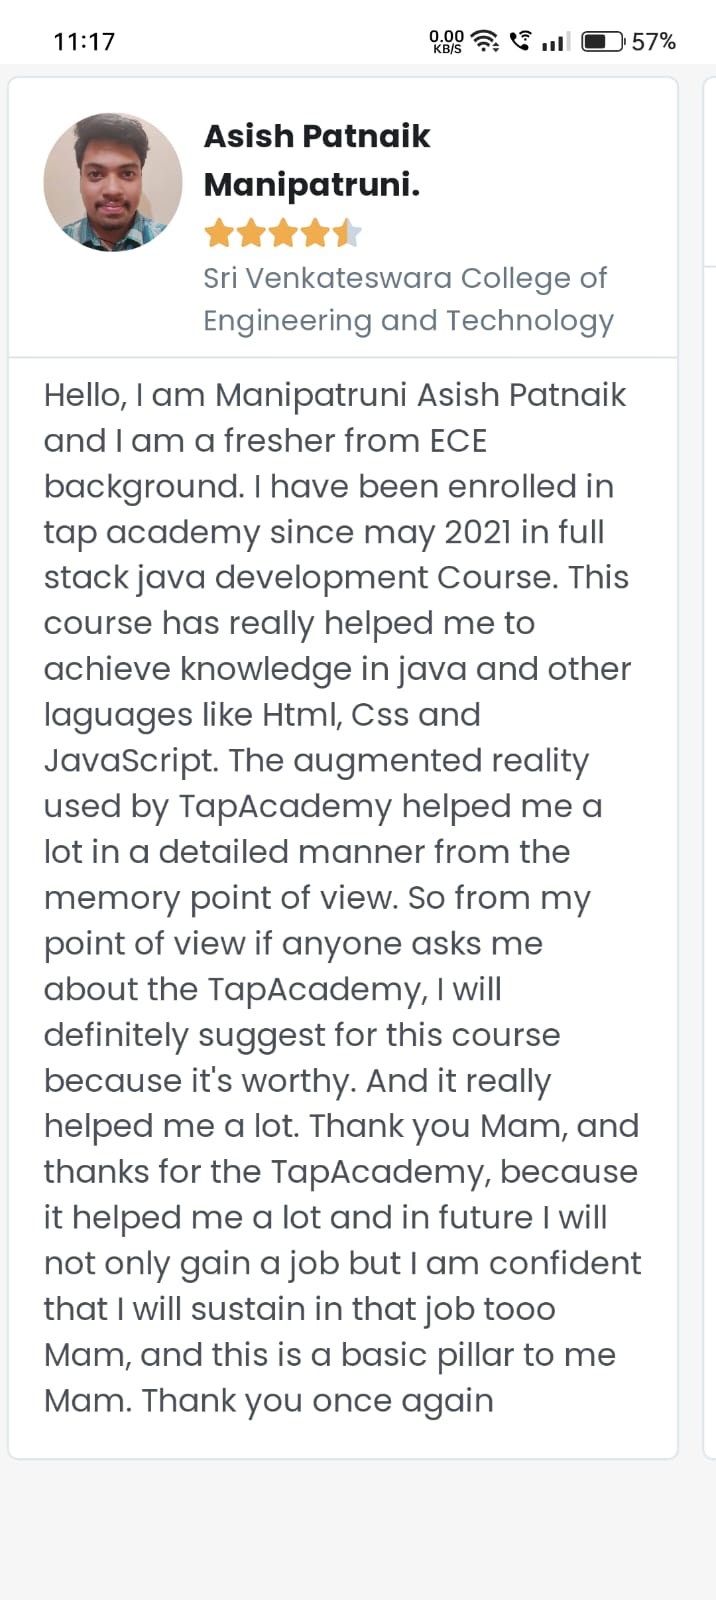 11:17
0.00 KB/S
57%
Asish Patnaik
Manipatruni.
Sri Venkateswara College of
Engineering and Technology
Hello, I am Manipatruni Asish Patnaik
and I am a fresher from ECE
background. I have been enrolled in
tap academy since may 2021 in full
stack java development Course. This
course has really helped me to
achieve knowledge in java and other
laguages like Html, Css and
JavaScript. The augmented reality
used by TapAcademy helped me a
lot in a detailed manner from the
memory point of view. So from my
point of view if anyone asks me
about the TapAcademy, I will
definitely suggest for this course
because it's worthy. And it really
helped me a lot. Thank you Mam, and
thanks for the TapAcademy, because
it helped me a lot and in future I will
not only gain a job but I am confident
that I will sustain in that job tooo
Mam, and this is a basic pillar to me
Mam. Thank you once again